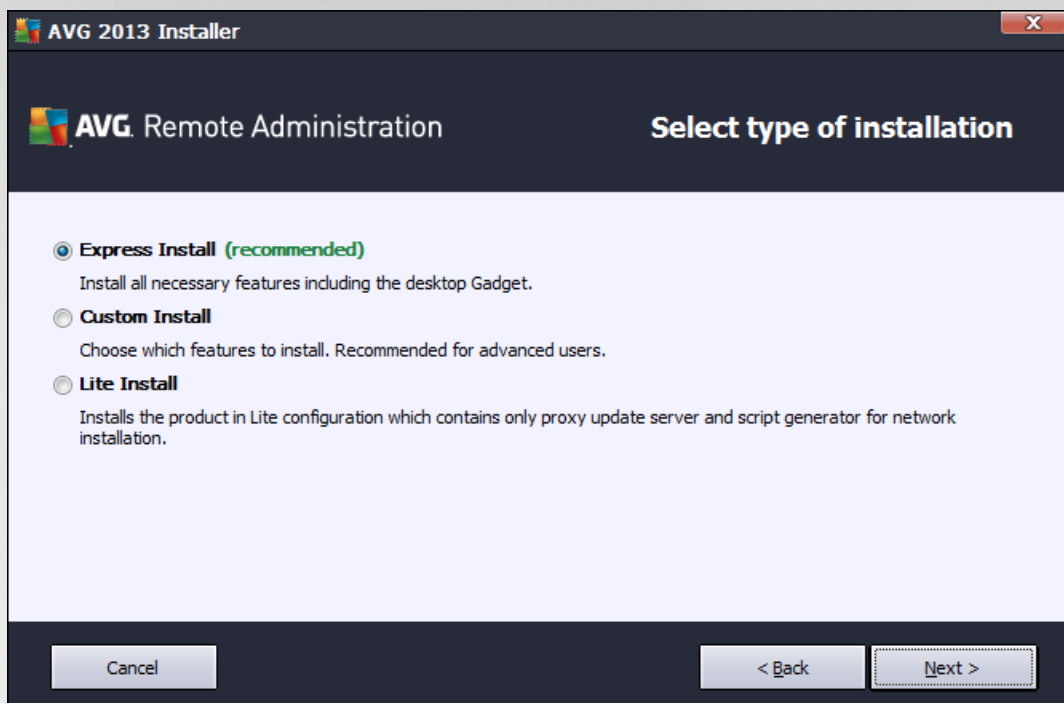 AVG 2013 Installer
X
AVG. Remote Administration
Select type of installation
Express Install (recommended)
Install all necessary features including the desktop Gadget.
Custom Install
Choose which features to install. Recommended for advanced users.
Lite Install
Installs the product in Lite configuration which contains only proxy update server and script generator for network
installation.
Cancel
< Back
Next >